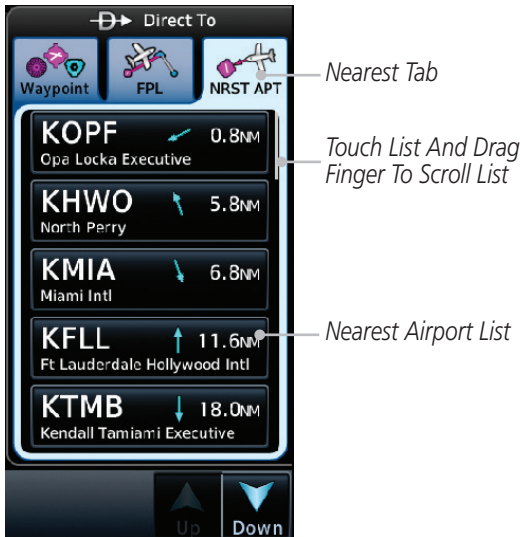 Direct To
Waypoint
FPL
NRST APT
Nearest Tab
KOPF 0.8NM
Opa Locka Executive
Touch List And Drag
Finger To Scroll List
KHWO 5.8NM
North Perry
KMIA 6.8NM
Miami Intl
KFLL 11.6NM
Ft Lauderdale Hollywood Intl
Nearest Airport List
KTMB 18.0NM
Kendall Tamiami Executive
Up
Down